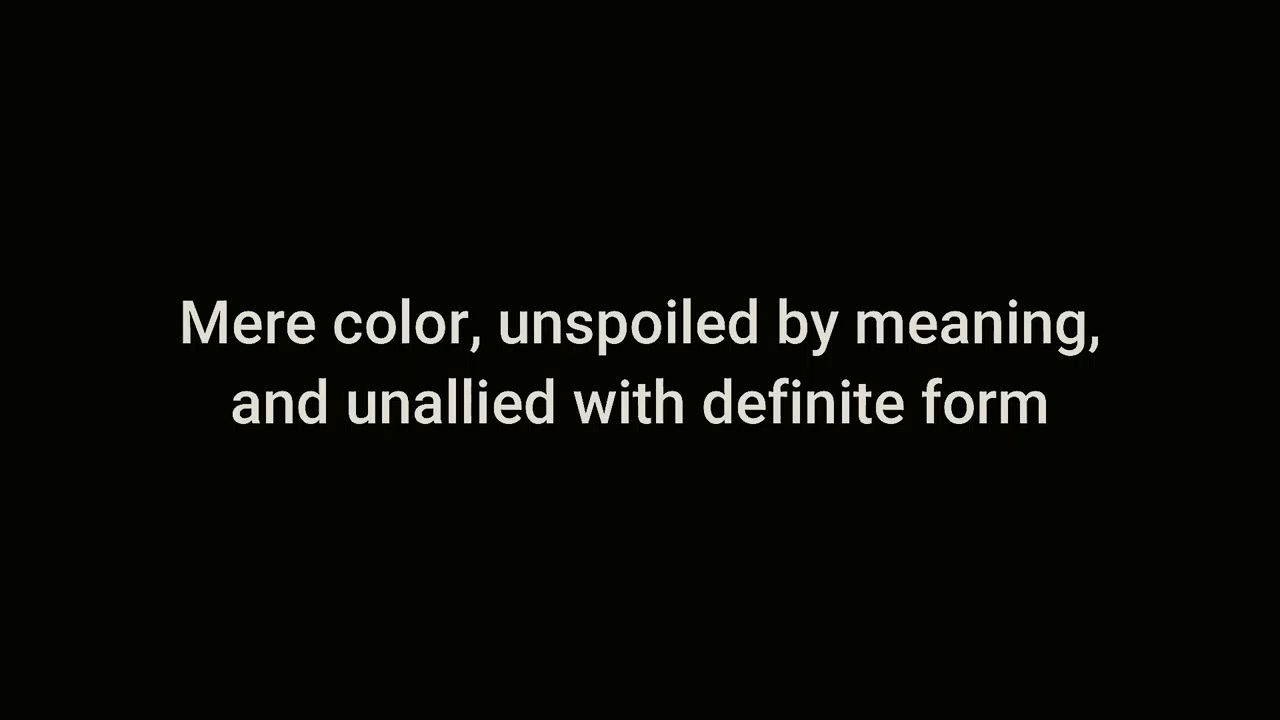 Mere color, unspoiled by meaning,
and unallied with definite form